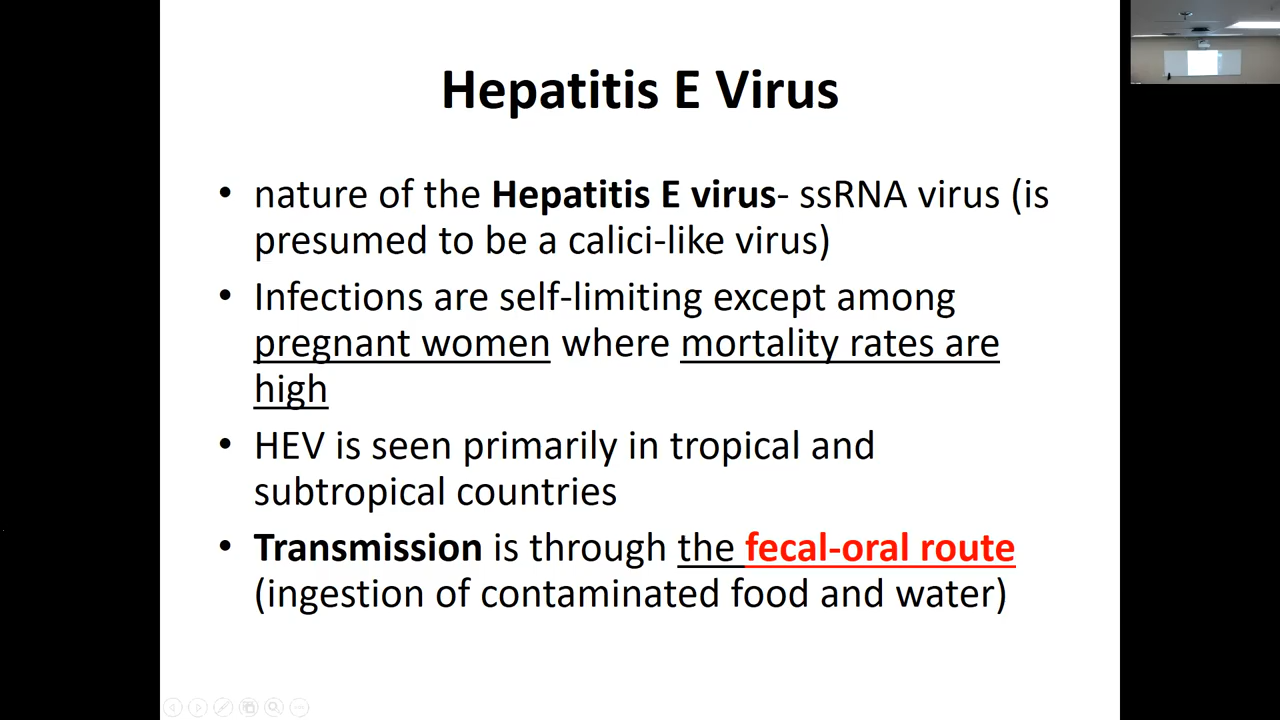 Hepatitis E Virus
• nature of the Hepatitis E virus- ssRNA virus (is
presumed to be a calici-like virus)
• Infections are self-limiting except among
pregnant women where mortality rates are
high
• HEV is seen primarily in tropical and
subtropical countries
• Transmission is through the fecal-oral route
(ingestion of contaminated food and water)